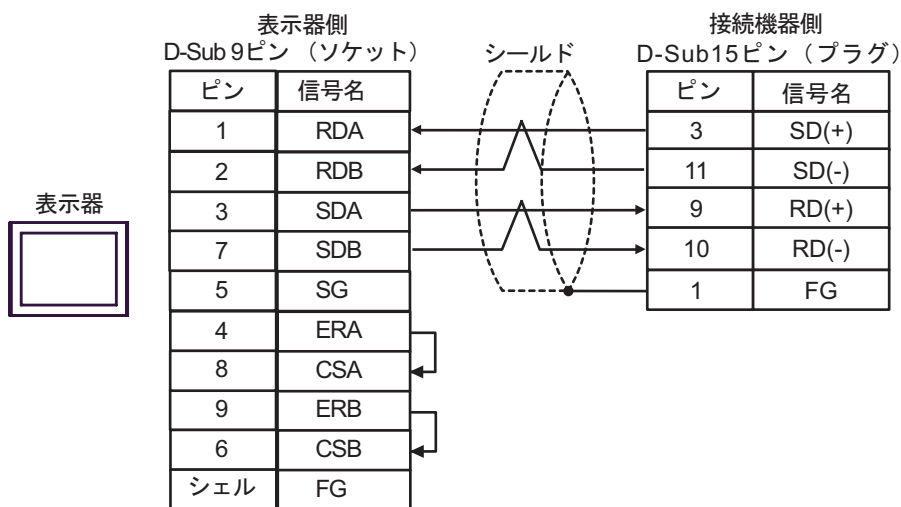 表示器側
D-Sub 9ピン （ソケット）
シールド
接続機器側
D-Sub15ピン（プラグ）
表示器
ピン 信号名
1 RDA
2 RDB
3 SDA
7 SDB
5 SG
4 ERA
8 CSA
9 ERB
6 CSB
シェル FG
ピン 信号名
3 SD(+)
11 SD(-)
9 RD(+)
10 RD(-)
1 FG